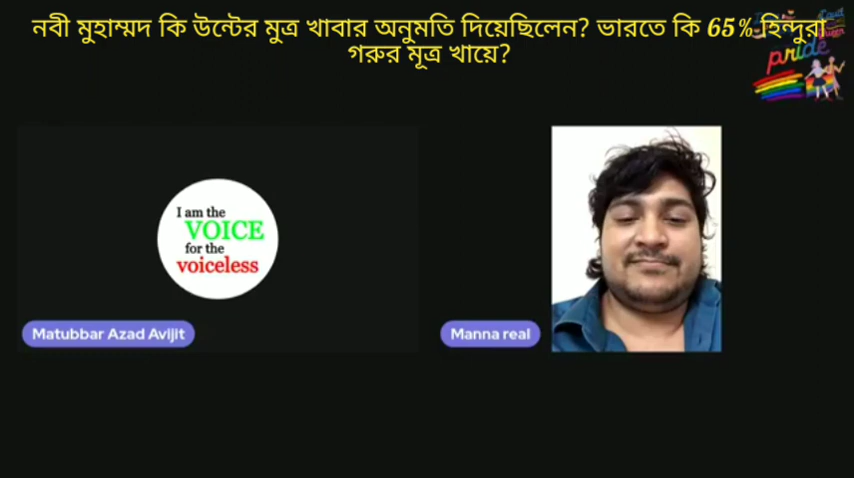 নবী মুহাম্মদ কি উন্টের মুত্র খাবার অনুমতি দিয়েছিলেন? ভারতে কি 65% হিন্দুরা
গরুর মূত্র খায়ে?
pride
I am the
VOICE
for the
voiceless
Matubbar Azad Avijit
Manna real